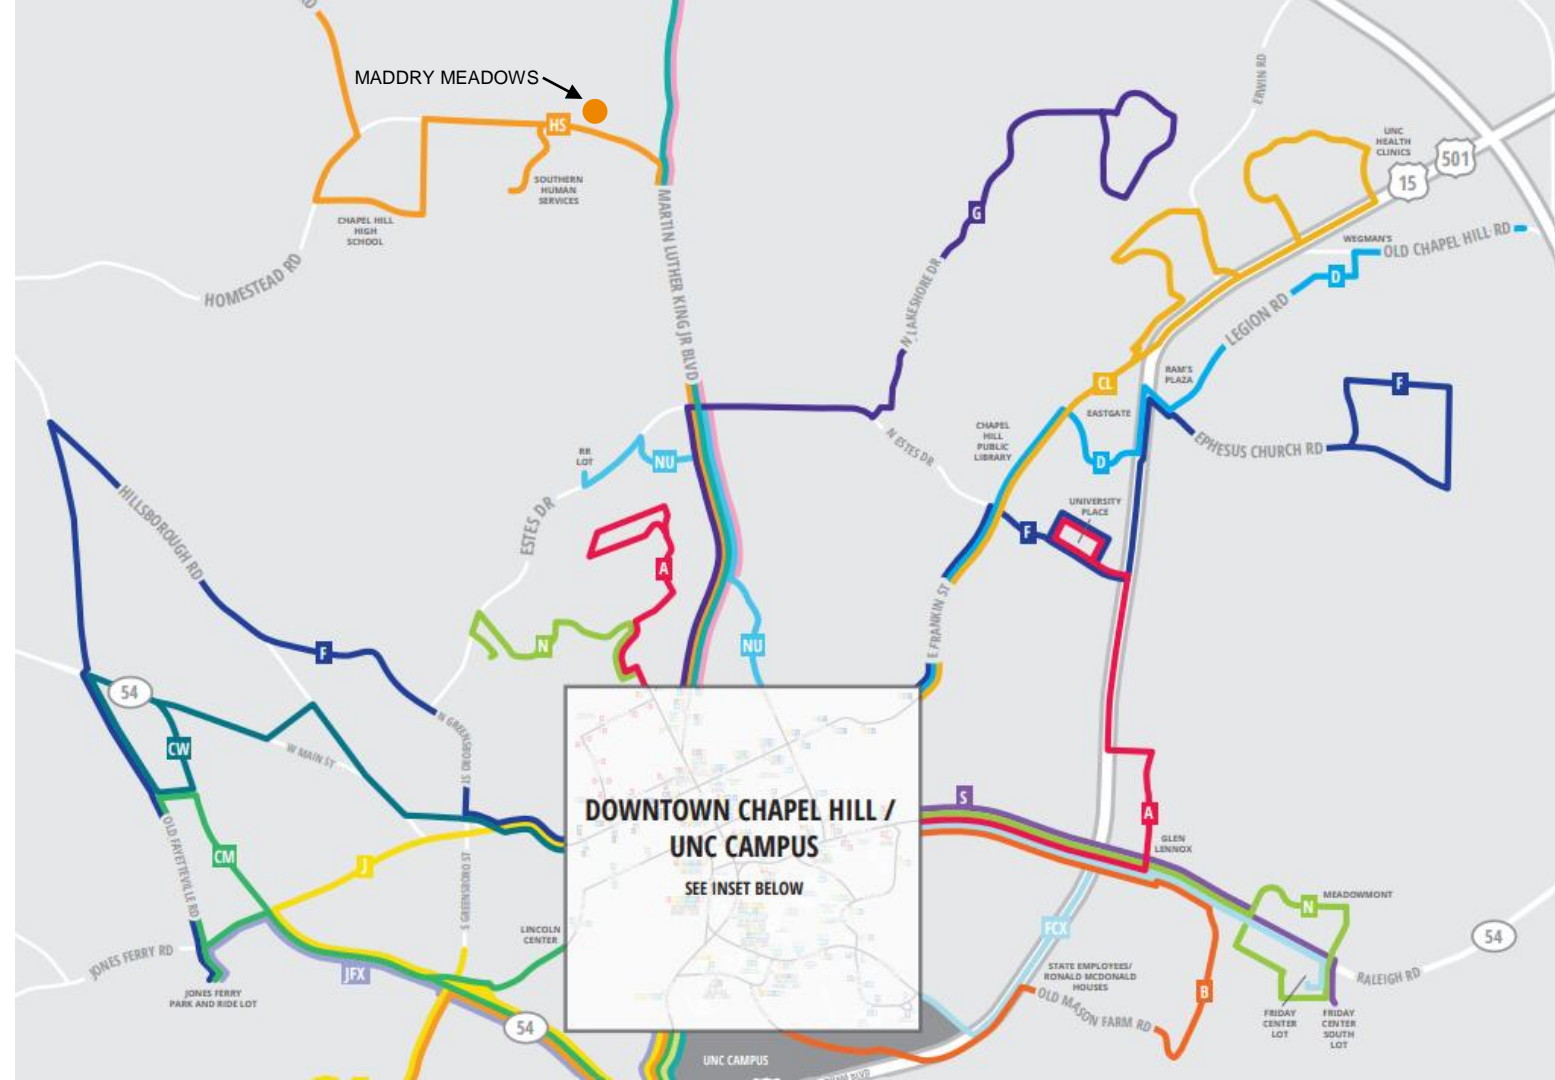 RD
MADDRY MEADOWS
HS
SOUTHERN
HUMAN
SERVICES
CHAPEL HILL
HIGH
SCHOOL
HOMESTEAD RD
MARTIN LUTHER KING JR BLVD
G
N LAKESHORE DR
ERWIN RD
UNC
HEALTH
CLINICS
501
15
WEGMAN'S
OLD CHAPEL HILL RD
D
LEGION RD
RAM'S
PLAZA
CL
EASTGATE
F
EPHESUS CHURCH RD
CHAPEL
HILL
PUBLIC
LIBRARY
D
N ESTES DR
UNIVERSITY
PLACE
F
RR
LOT
NU
ESTES DR
A
HILLSBOROUGH RD
N
NU
E FRANKIN ST
F
54
CW
W MAIN ST
N GREENSBORO ST
DOWNTOWN CHAPEL HILL /
UNC CAMPUS
SEE INSET BELOW
S
A
GLEN
LENNOX
OLD FAYETTEVILLE RD
CM
J
S GREENSBORO ST
LINCOLN
CENTER
MEADOWMONT
N
FCX
54
JONES FERRY RD
JFX
JONES FERRY
PARK AND RIDE LOT
STATE EMPLOYEES/
RONALD MCDONALD
HOUSES
OLD MASON FARM RD
B
RALEIGH RD
FRIDAY
CENTER
LOT
FRIDAY
CENTER
SOUTH
LOT
54
UNC CAMPUS
BLVD